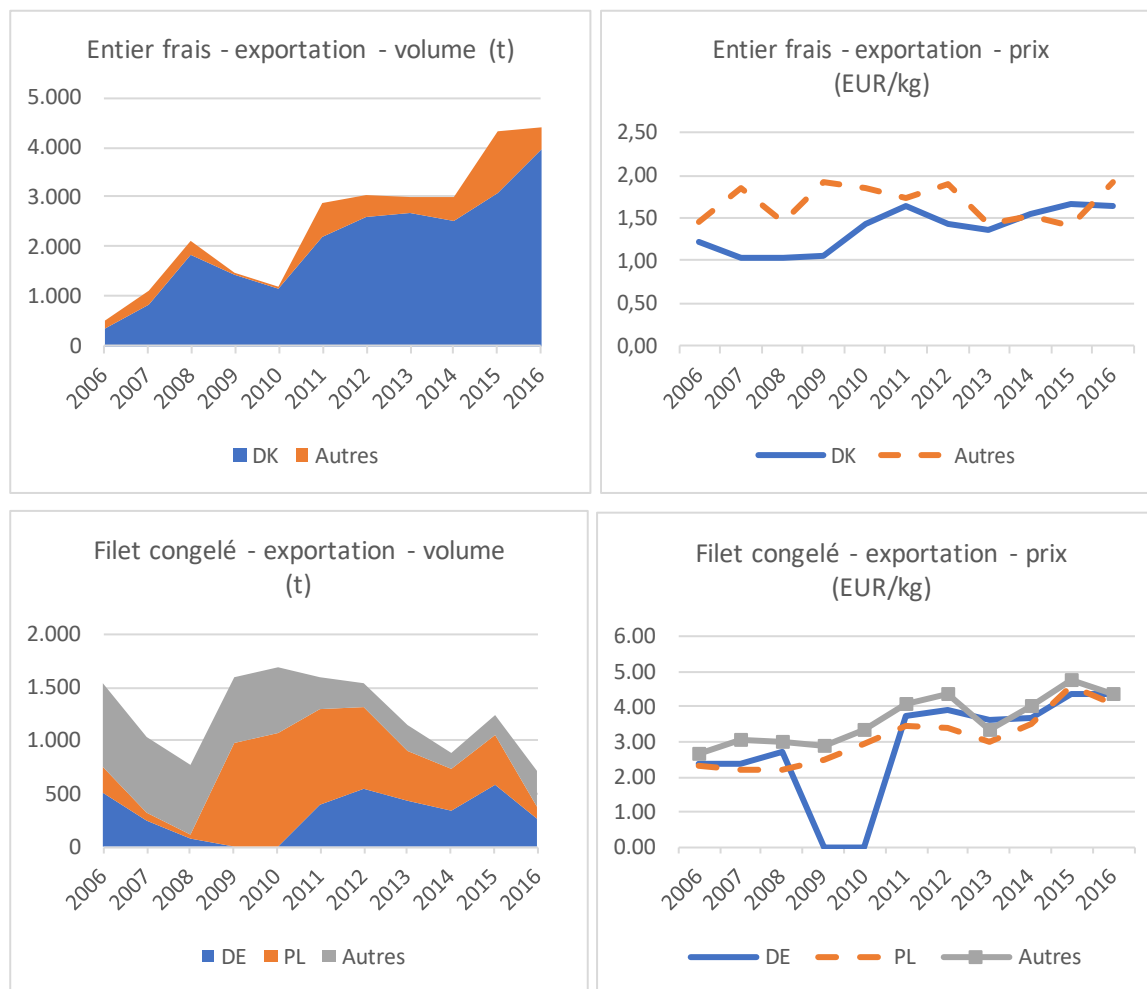 Entier frais - exportation - volume (t)
5.000
4.000
3.000
2.000
1.000
0
2006 2007 2008 2009 2010 2011 2012 2013 2014 2015 2016
DK Autres
Entier frais - exportation - prix
(EUR/kg)
2,50
2,00
1,50
1,00
0,50
0,00
2006 2007 2008 2009 2010 2011 2012 2013 2014 2015 2016
DK Autres
Filet congelé - exportation - volume
(t)
2.000
1.500
1.000
500
0
2006 2007 2008 2009 2010 2011 2012 2013 2014 2015 2016
DE PL Autres
Filet congelé - exportation - prix
(EUR/kg)
6.00
5.00
4.00
3.00
2.00
1.00
0.00
2006 2007 2008 2009 2010 2011 2012 2013 2014 2015 2016
DE PL Autres